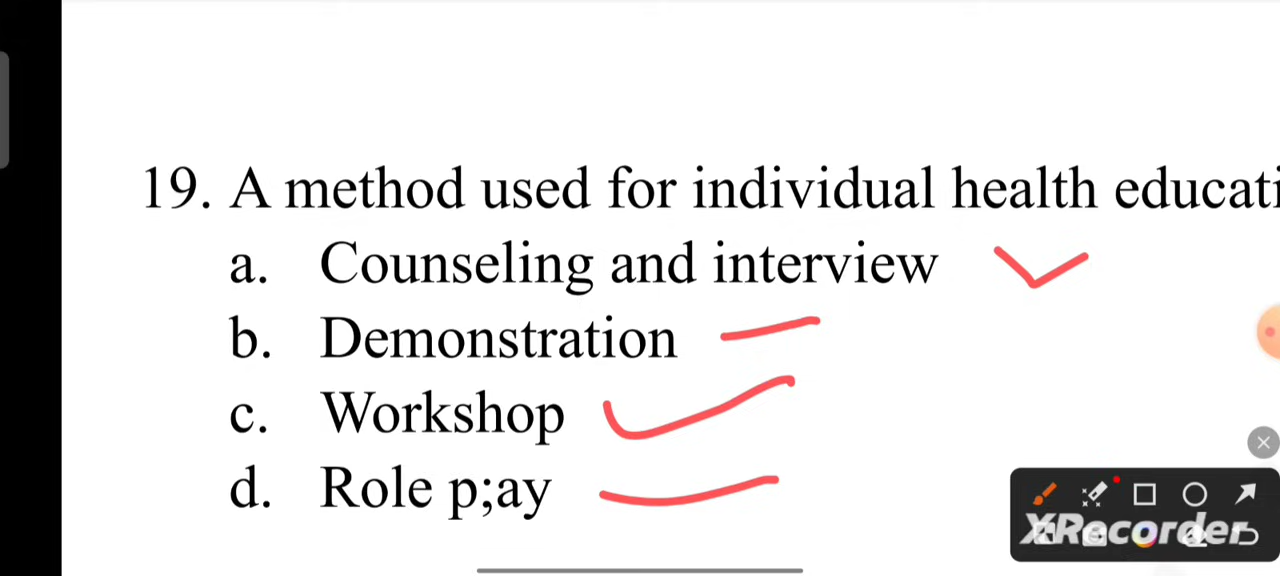 19. A method used for individual health educati
a. Counseling and interview
b. Demonstration
c. Workshop
d. Role p;ay
XRecorder